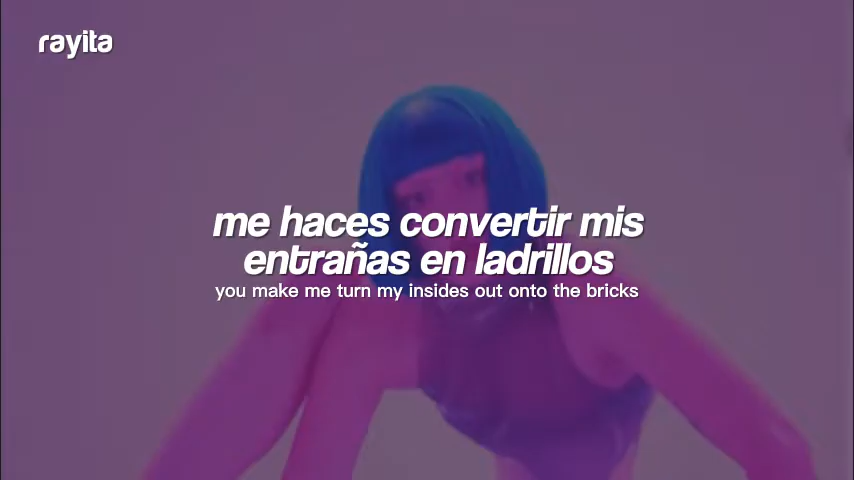 rayita
me haces convertir mis
entrañas en ladrillos
you make me turn my insides out onto the bricks